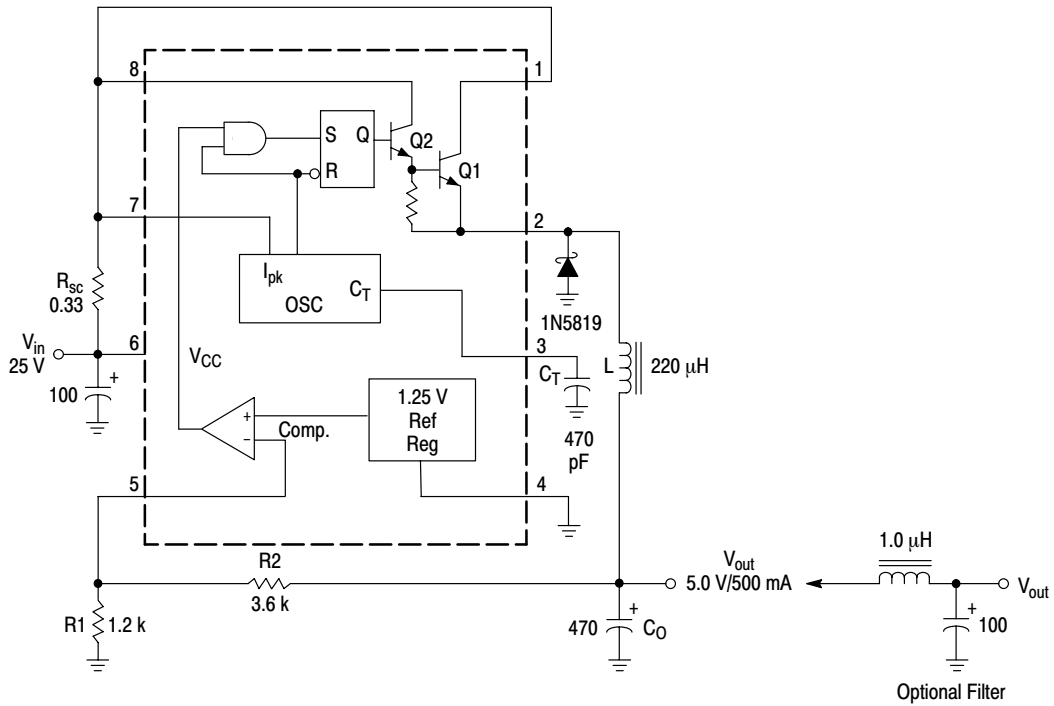 8
1
S
Q
Q2
R
Q1
7
2
Ipk
CT
OSC
Rsc
0.33
1N5819
Vin
25 V
6
3
VCC
CT
L
220 μH
100
+
1.25 V
Ref
Reg
+
−
Comp.
470
pF
5
4
R2
3.6 k
1.0 μH
Vout
5.0 V/500 mA
Vout
R1
1.2 k
+
470
CO
+
100
Optional Filter